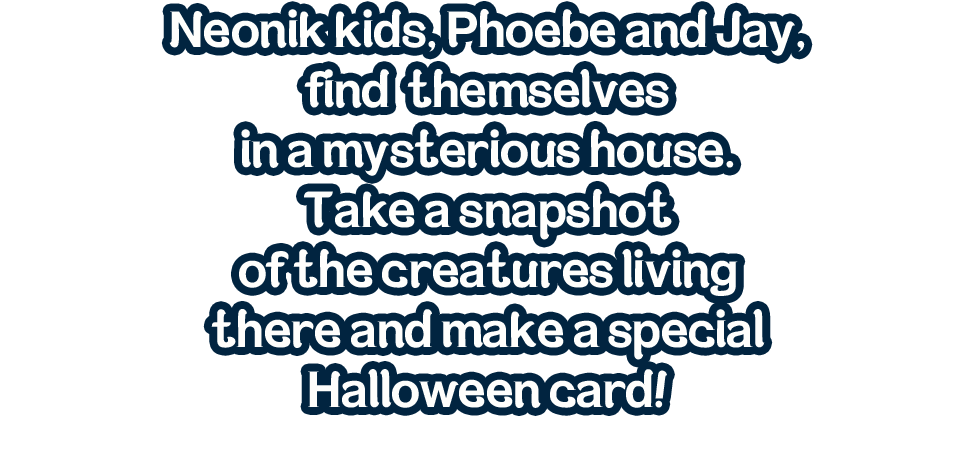 Neonik kids, Phoebe and Jay,
find themselves
in a mysterious house.
Take a snapshot
of the creatures living
there and make a special
Halloween card!